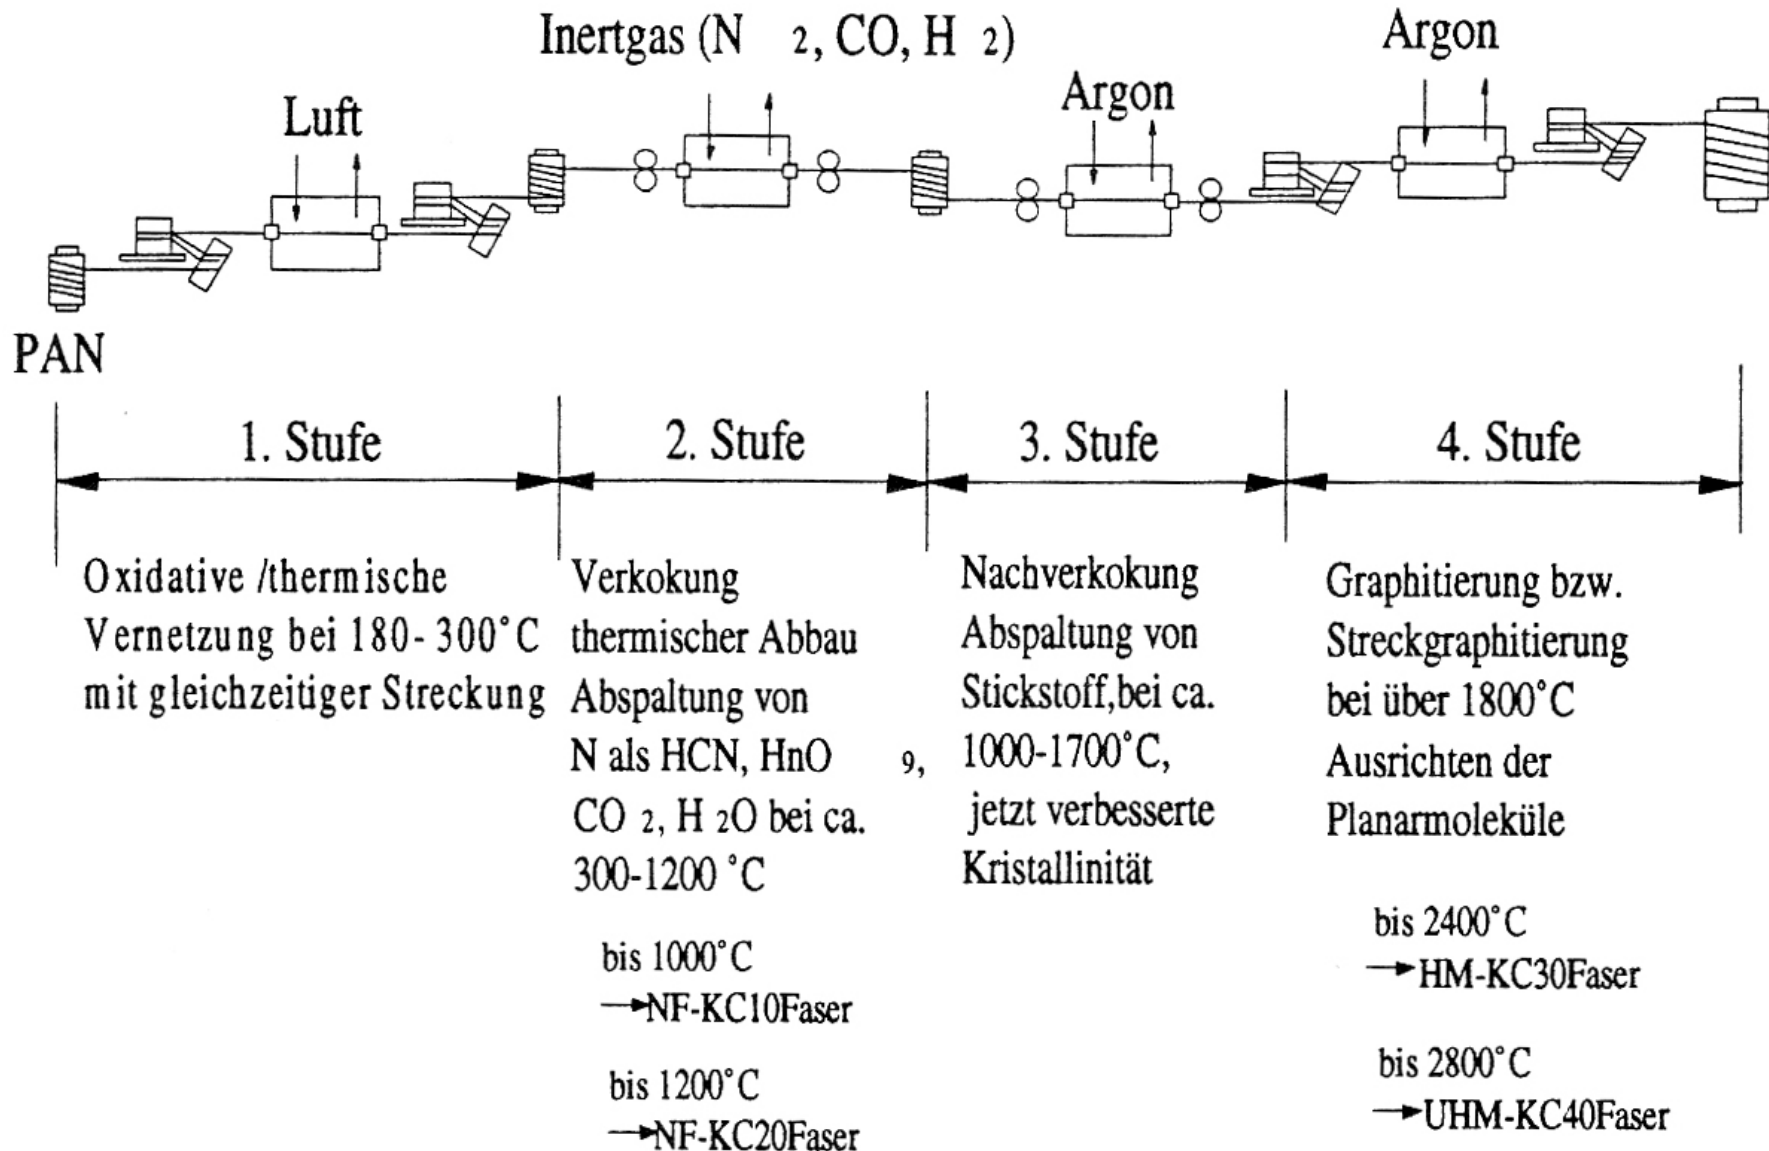 Inertgas (N 2, CO, H 2)
Argon
Argon
Luft
PAN
1. Stufe
2. Stufe
3. Stufe
4. Stufe
Oxidative /thermische
Vernetzung bei 180-300°C
mit gleichzeitiger Streckung
Verkokung
thermischer Abbau
Abspaltung von
N als HCN, HnO 9,
CO 2, H 2O bei ca.
300-1200 °C
bis 1000°C
→NF-KC10Faser
bis 1200°C
→NF-KC20Faser
Nachverkokung
Abspaltung von
Stickstoff,bei ca.
1000-1700°C,
jetzt verbesserte
Kristallinität
Graphitierung bzw.
Streckgraphitierung
bei über 1800°C
Ausrichten der
Planarmoleküle
bis 2400°C
→HM-KC30Faser
bis 2800°C
→UHM-KC40Faser